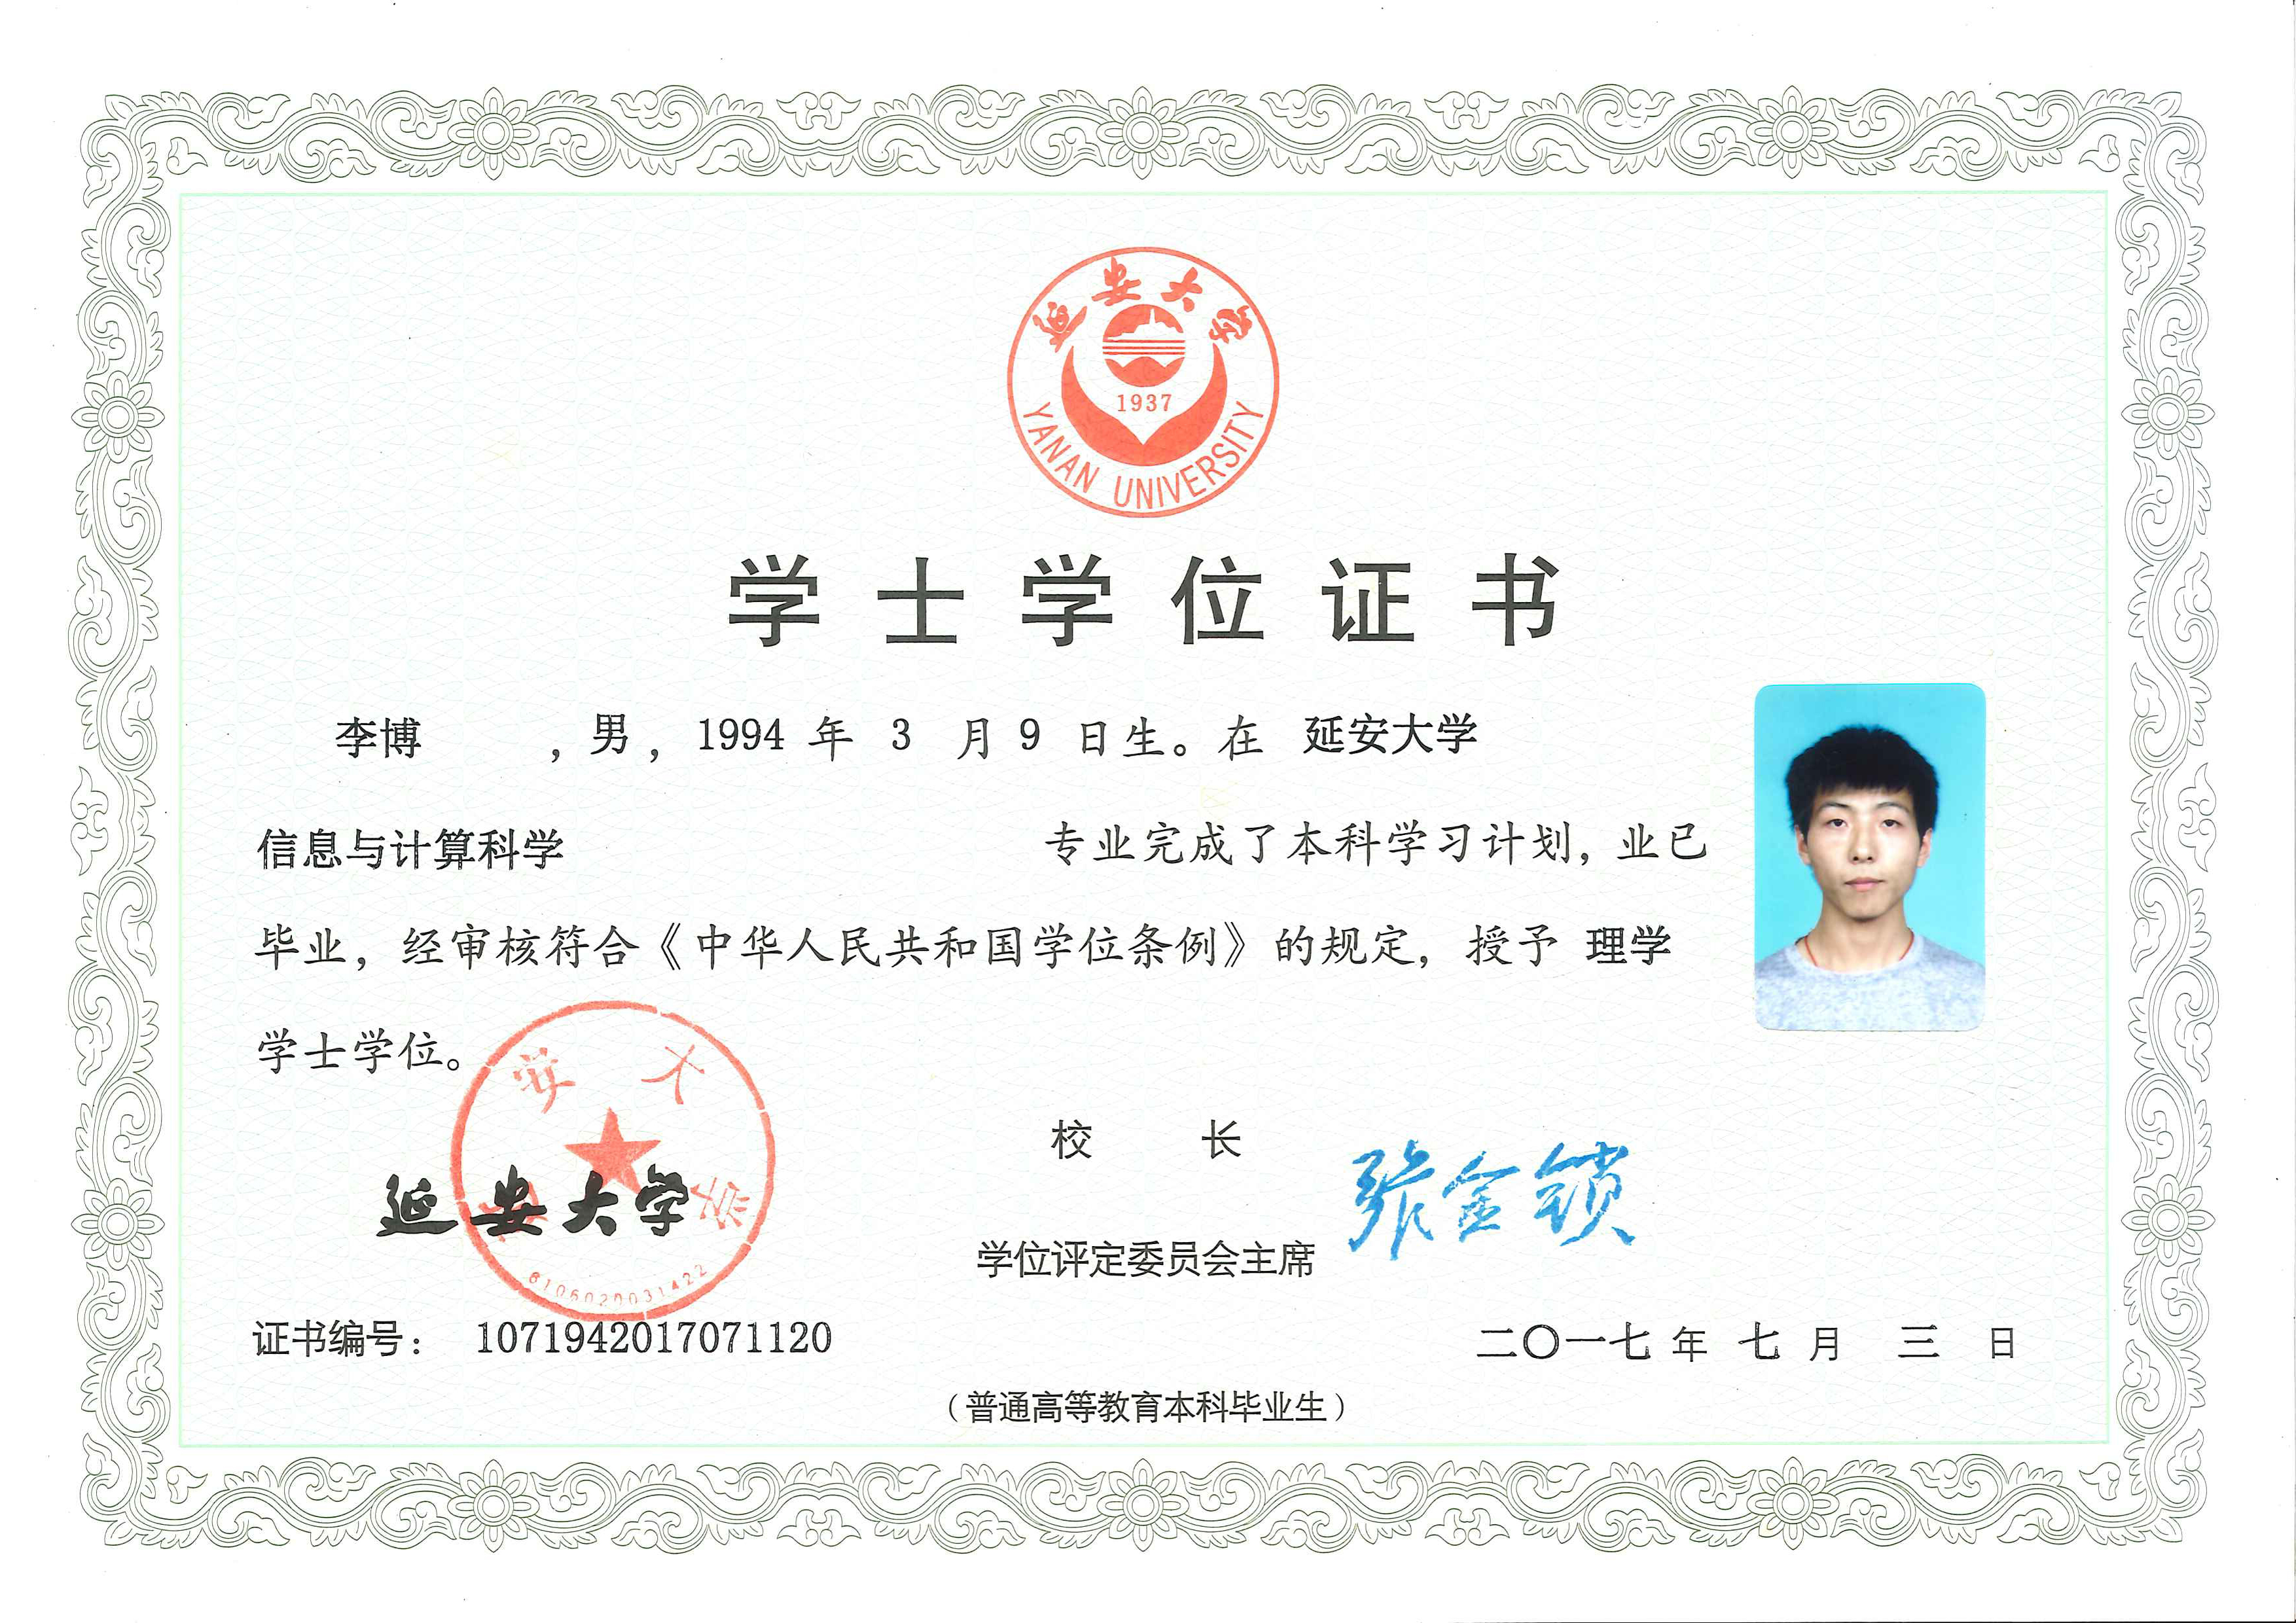 延安大学
1937
YANAN UNIVERSITY
学士学位证书
李博 ，男，1994 年 3 月 9 日生。在 延安大学
信息与计算科学 专业完成了本科学习计划，业已
毕业，经审核符合《中华人民共和国学位条例》的规定，授予 理学
学士学位。
校 长
张金锁
延安大学
学位评定委员会主席
6106020031422
证书编号： 1071942017071120
二〇一七 年 七 月 三 日
（普通高等教育本科毕业生）